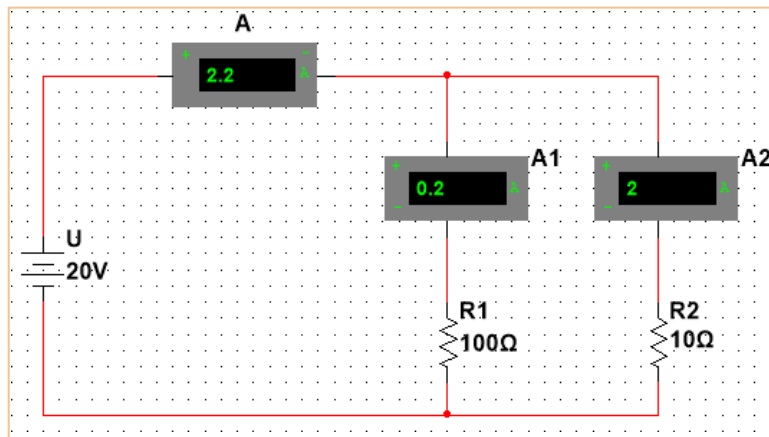 A
+ -
2.2 A
A1
+
0.2 A
-
A2
+
2 A
-
U
20V
R1
100Ω
R2
10Ω